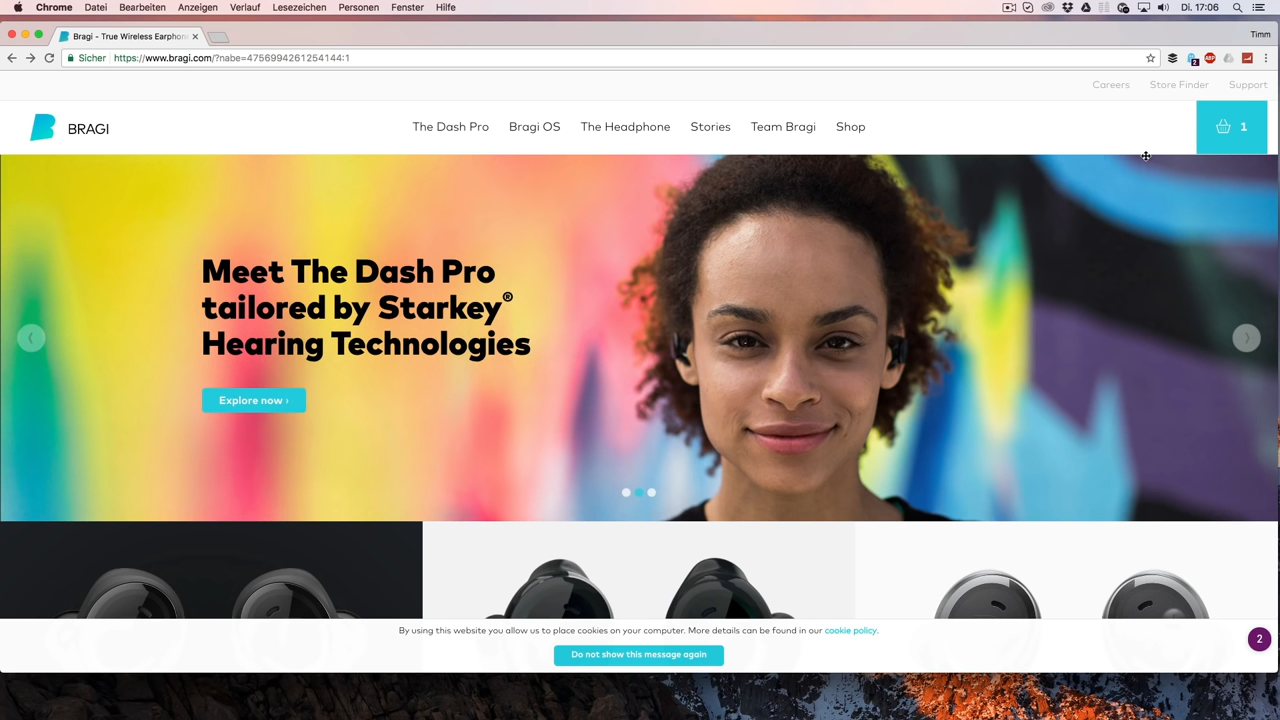 Chrome Datei Bearbeiten Anzeigen Verlauf Lesezeichen Personen Fenster Hilfe Di. 17:06
Bragi - True Wireless Earphon Timm
Sicher https://www.bragi.com/?nabe=4756994261254144:1 2 ABP
Careers Store Finder Support
BRAGI The Dash Pro Bragi OS The Headphone Stories Team Bragi Shop 1
Meet The Dash Pro
tailored by Starkey®
Hearing Technologies
Explore now ›
By using this website you allow us to place cookies on your computer. More details can be found in our cookie policy.
Do not show this message again
2